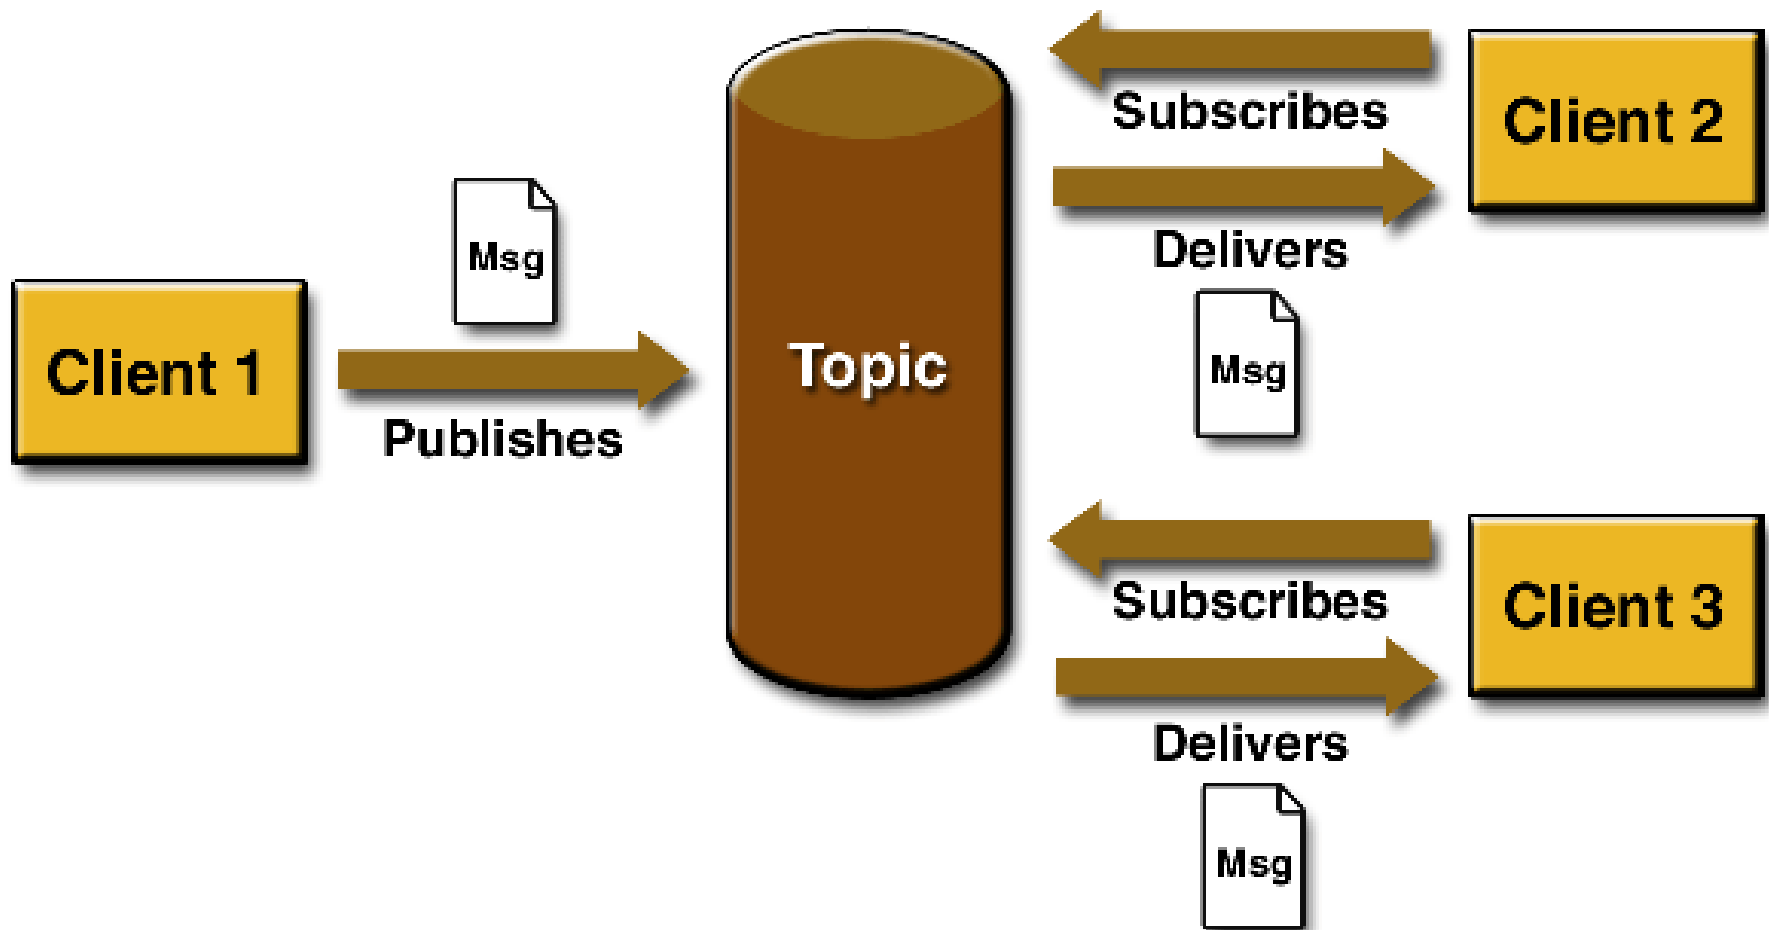 Client 1
Msg
Publishes
Topic
Subscribes
Client 2
Delivers
Msg
Subscribes
Client 3
Delivers
Msg